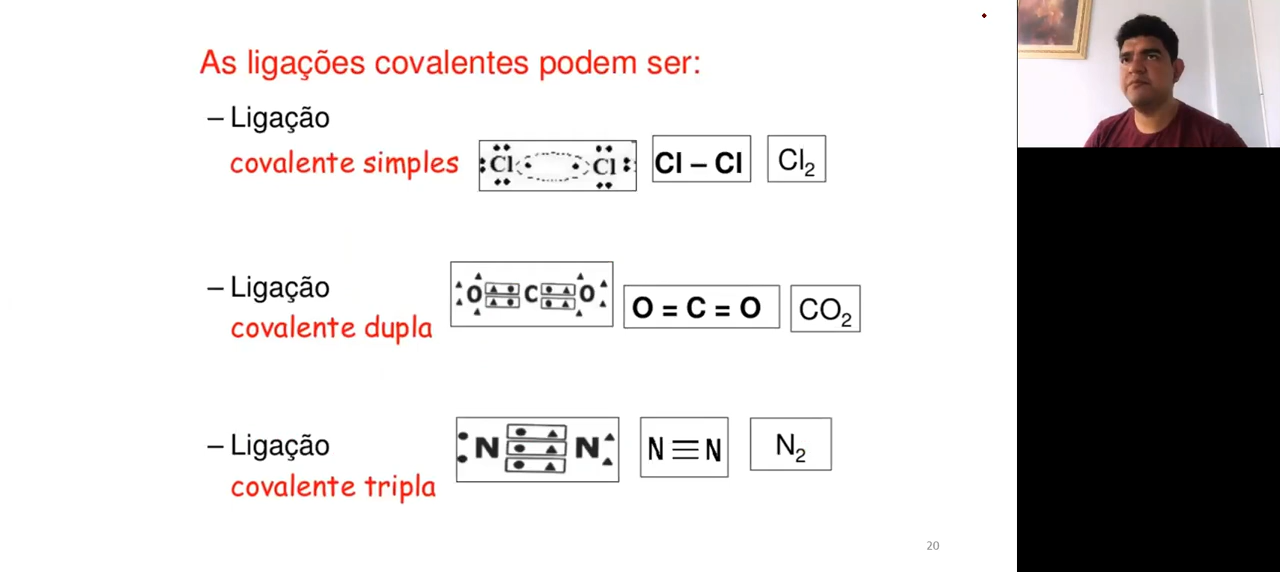 As ligações covalentes podem ser:
– Ligação
covalente simples
Cl Cl
Cl – Cl
Cl₂
– Ligação
covalente dupla
O C O
O = C = O
CO₂
– Ligação
covalente tripla
N N
N ≡ N
N₂
20